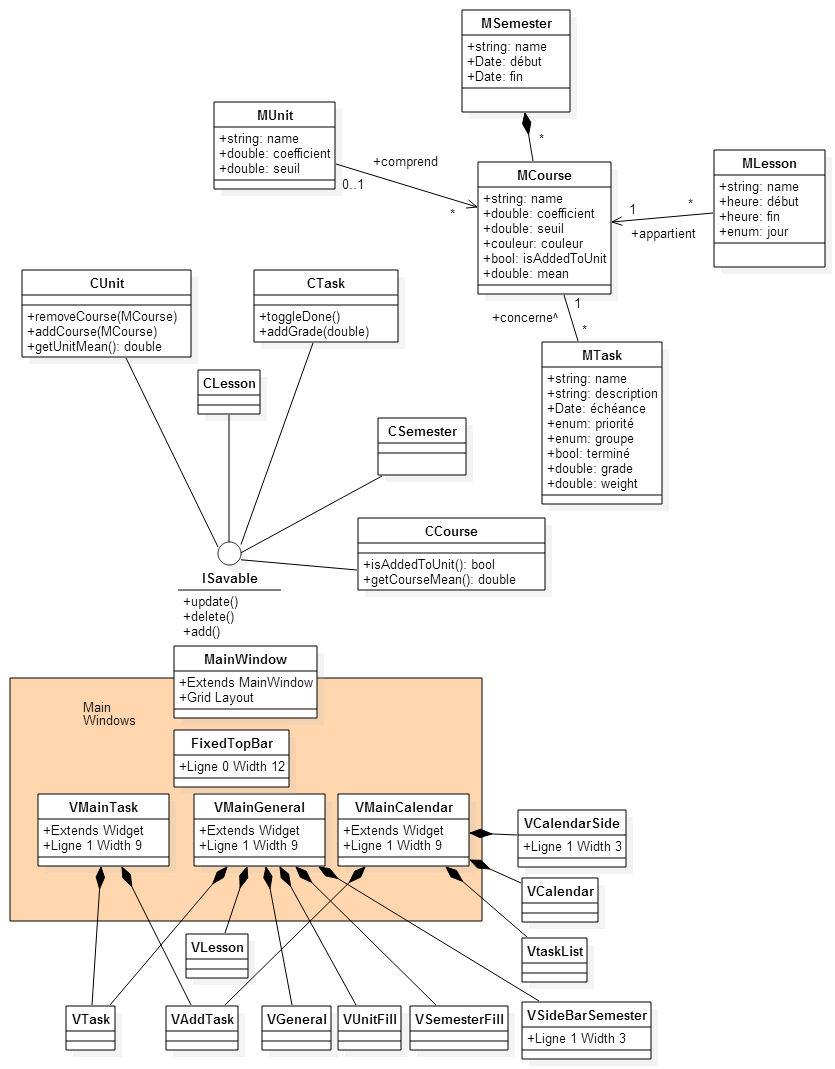 MSemester
+string: name
+Date: début
+Date: fin
*
MUnit
+string: name
+double: coefficient
+double: seuil
0..1
+comprend
*
MCourse
+string: name
+double: coefficient
+double: seuil
+couleur: couleur
+bool: isAddedToUnit
+double: mean
MLesson
+string: name
+heure: début
+heure: fin
+enum: jour
1
*
+appartient
1
+concerne^
*
MTask
+string: name
+string: description
+Date: échéance
+enum: priorité
+enum: groupe
+bool: terminé
+double: grade
+double: weight
CUnit
+removeCourse(MCourse)
+addCourse(MCourse)
+getUnitMean(): double
CTask
+toggleDone()
+addGrade(double)
CLesson
CSemester
CCourse
+isAddedToUnit(): bool
+getCourseMean(): double
ISavable
+update()
+delete()
+add()
MainWindow
+Extends MainWindow
+Grid Layout
Main
Windows
FixedTopBar
+Ligne 0 Width 12
VMainTask
+Extends Widget
+Ligne 1 Width 9
VMainGeneral
+Extends Widget
+Ligne 1 Width 9
VMainCalendar
+Extends Widget
+Ligne 1 Width 9
VCalendarSide
+Ligne 1 Width 3
VCalendar
VLesson
VtaskList
VTask
VAddTask
VGeneral
VUnitFill
VSemesterFill
VSideBarSemester
+Ligne 1 Width 3